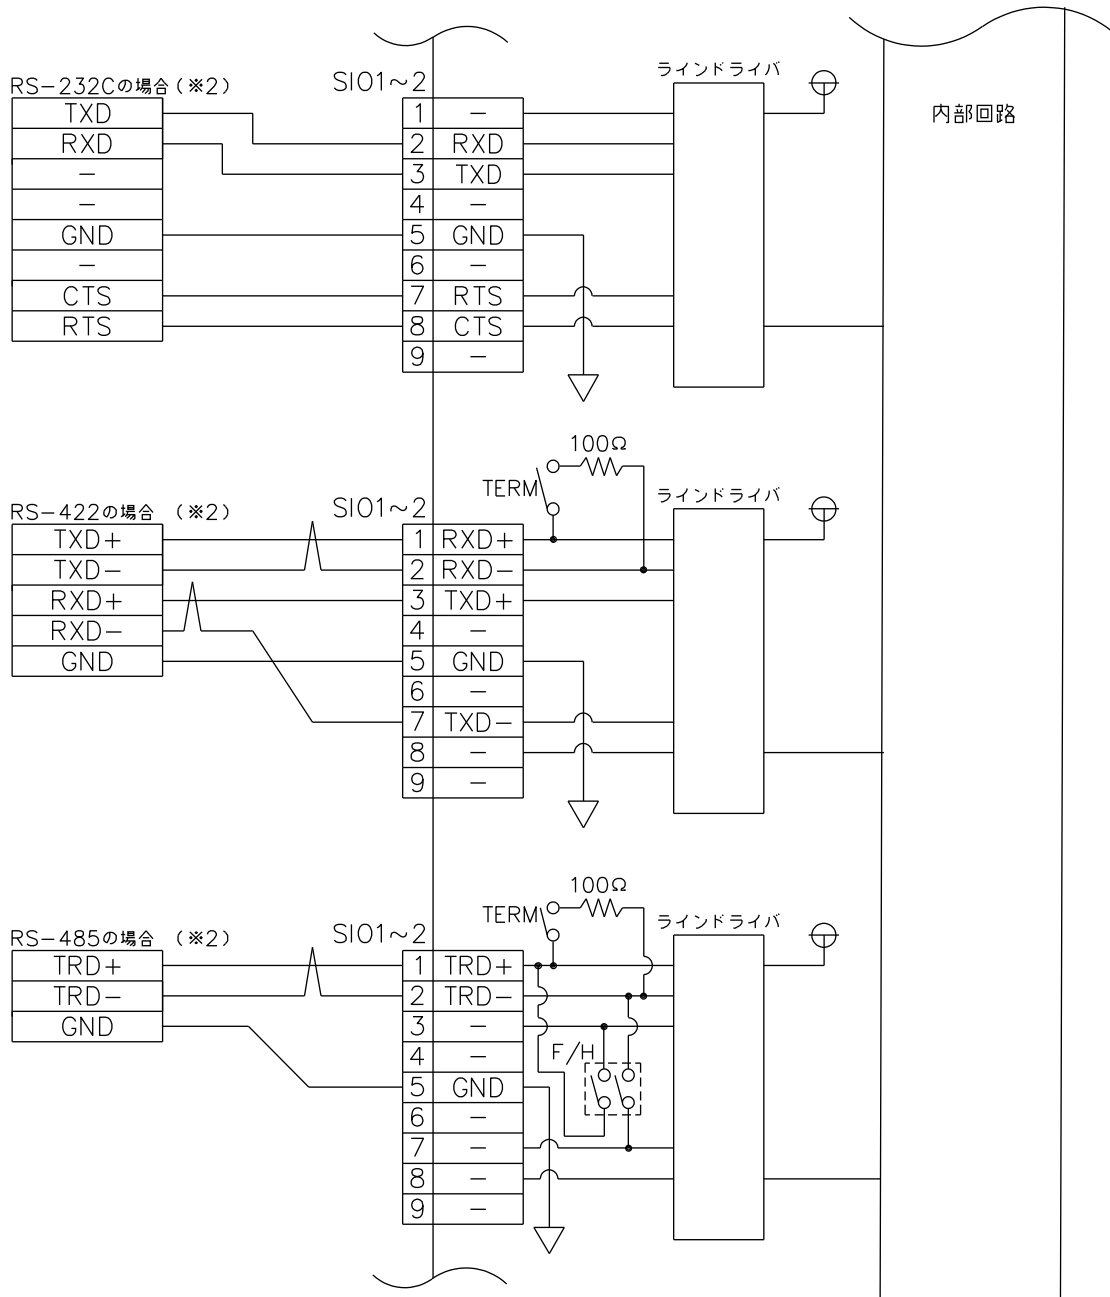 RS-232Cの場合(※2)
TXD
RXD
-
-
GND
-
CTS
RTS
SIO1~2
1 -
2 RXD
3 TXD
4 -
5 GND
6 -
7 RTS
8 CTS
9 -
ラインドライバ
内部回路
RS-422の場合 (※2)
TXD+
TXD-
RXD+
RXD-
GND
SIO1~2
1 RXD+
2 RXD-
3 TXD+
4 -
5 GND
6 -
7 TXD-
8 -
9 -
TERM
100Ω
ラインドライバ
RS-485の場合 (※2)
TRD+
TRD-
GND
SIO1~2
1 TRD+
2 TRD-
3 -
4 -
5 GND
6 -
7 -
8 -
9 -
TERM
100Ω
F/H
ラインドライバ